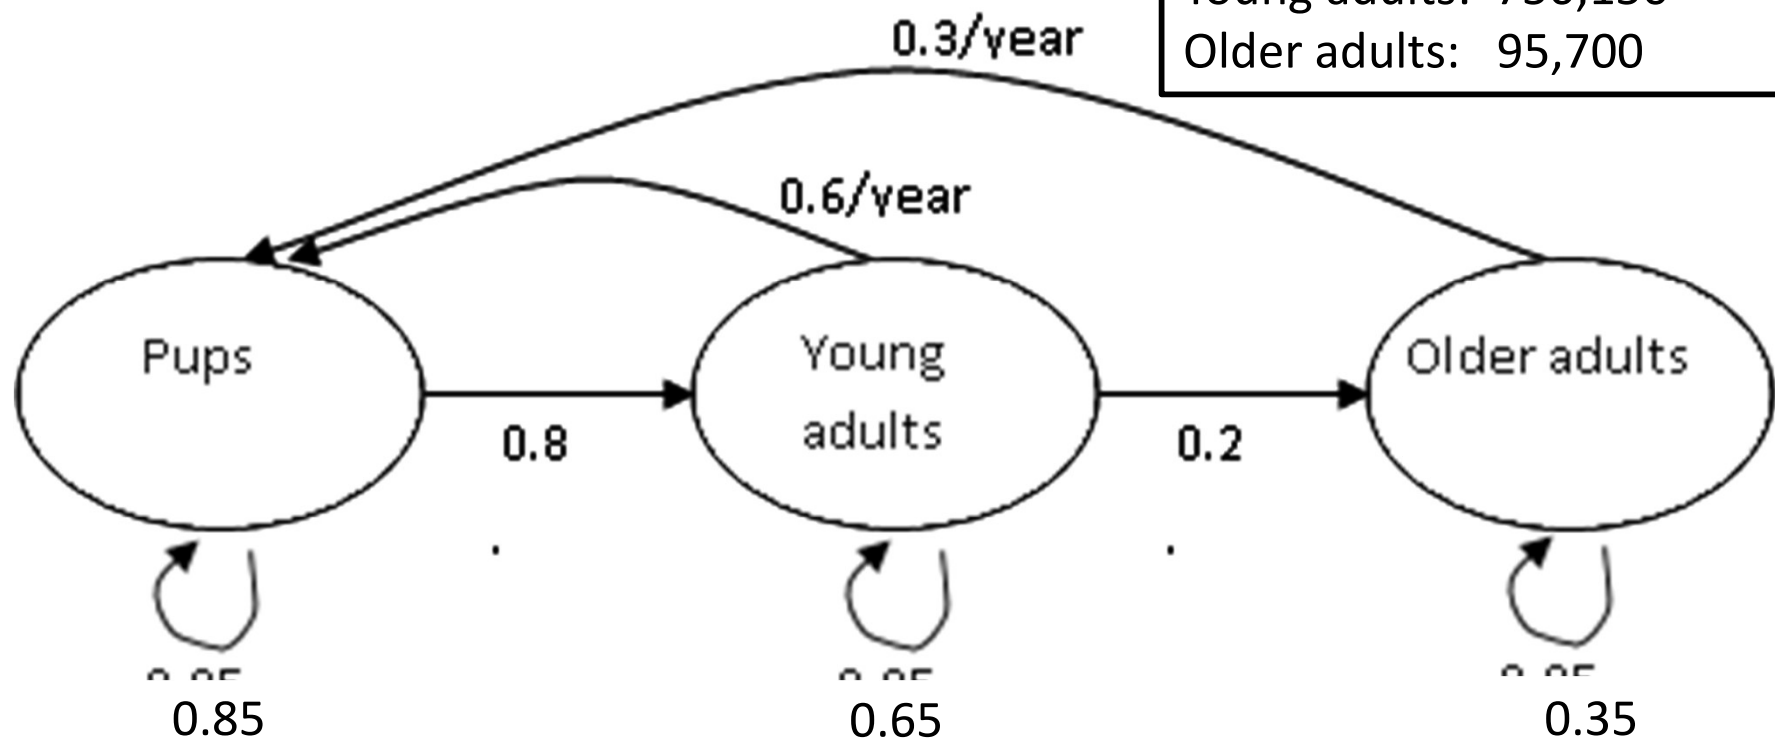 0.3/year
Older adults: 95,700
0.6/year
Pups
Young
adults
Older adults
0.8
0.2
0.85
0.65
0.35